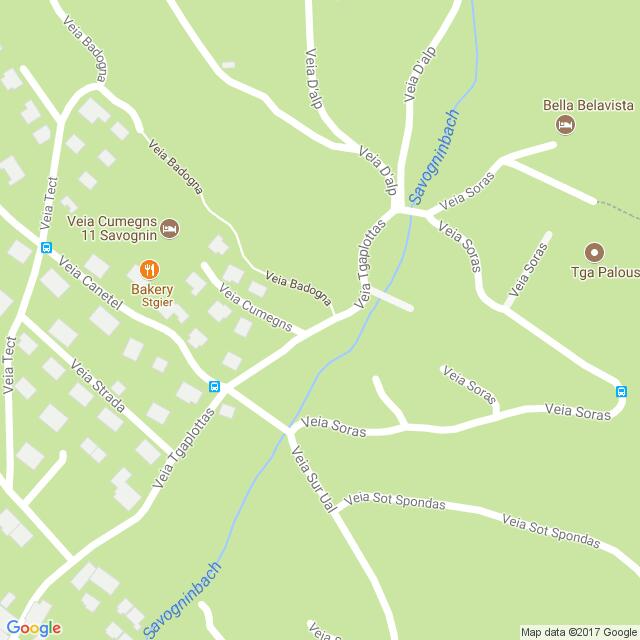 Veia Badogna
Veia D'alp
Veia D'alp
Savogninbach
Bella Belavista
Veia Badogna
Veia D'alp
Veia Soras
Veia Tect
Veia Cumegns
11 Savognin
Veia Tgaplottas
Veia Soras
Veia Soras
Tga Palous
Veia Canetel
Bakery
Stgier
Veia Badogna
Veia Cumegns
Veia Tect
Veia Strada
Veia Soras
Veia Soras
Veia Soras
Veia Tgaplottas
Veia Sur Ual
Veia Sot Spondas
Veia Sot Spondas
Savogninbach
Veia S
Google
Map data ©2017 Google